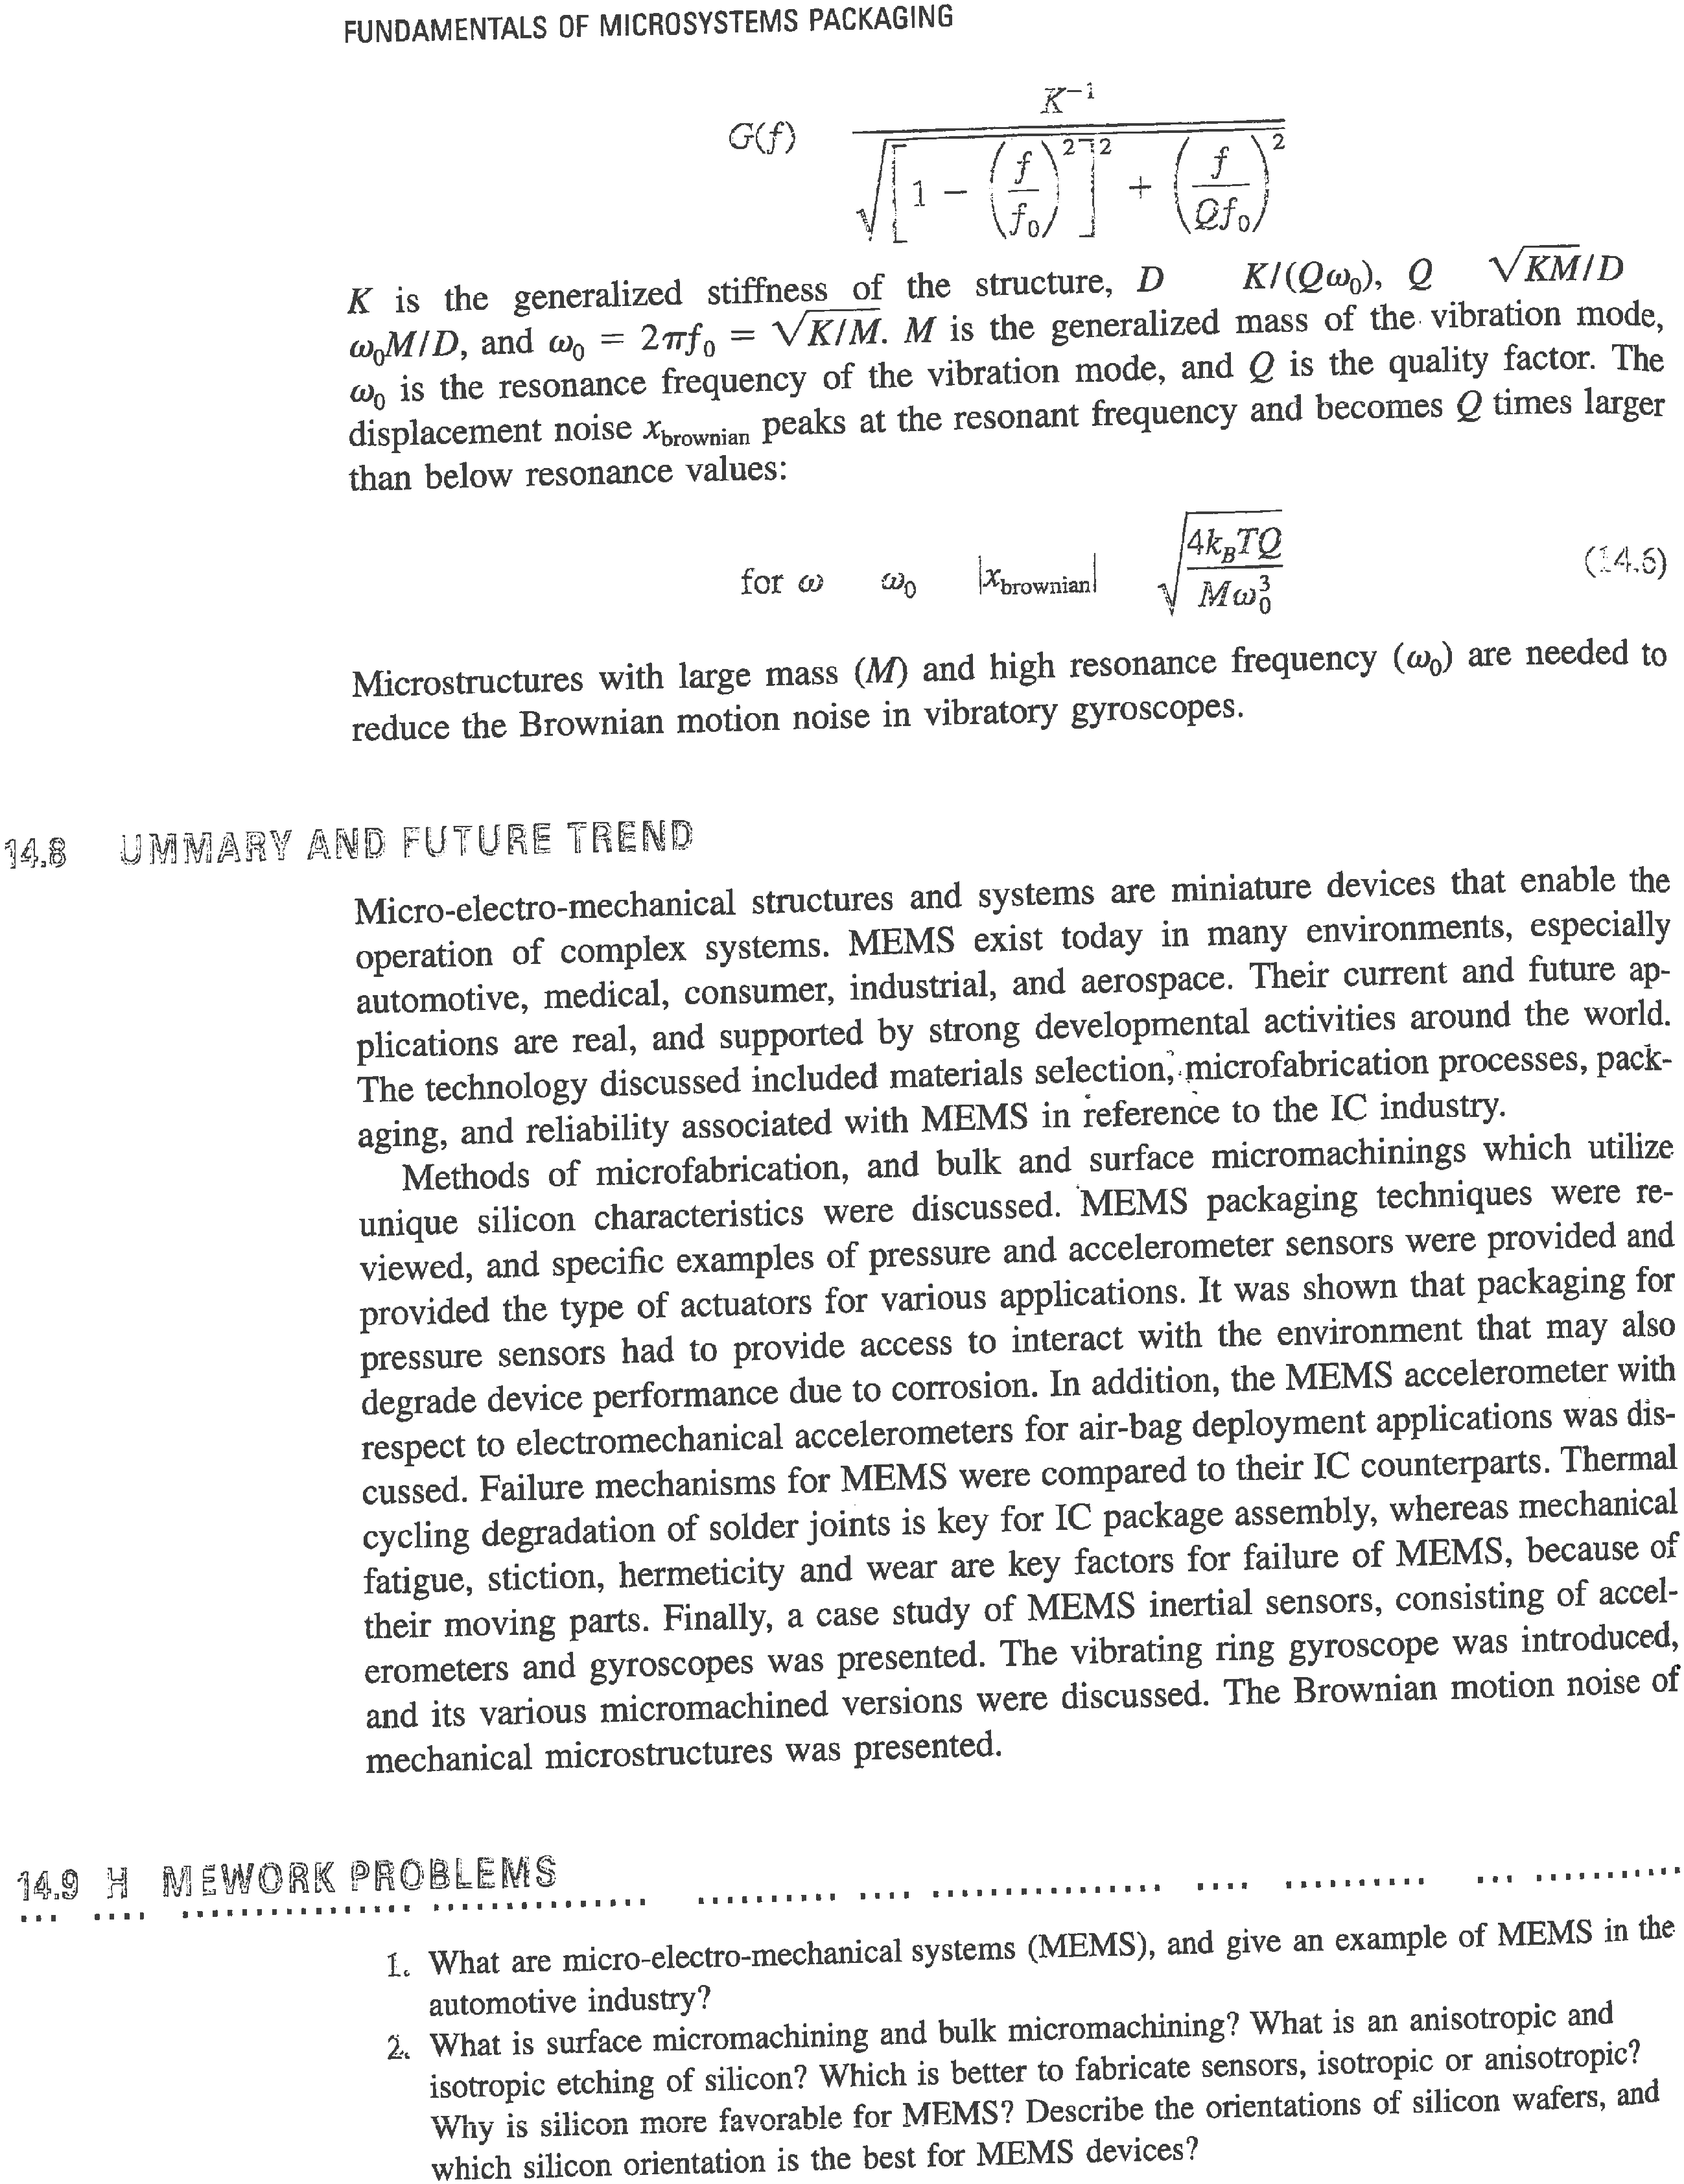 FUNDAMENTALS OF MICROSYSTEMS PACKAGING
G(f) K⁻¹ / √([1 − (f/f₀)²]² + (f/(Qf₀))²)
K is the generalized stiffness of the structure, D K/(Qω₀), Q √KM/D
ω₀M/D, and ω₀ = 2πf₀ = √K/M. M is the generalized mass of the vibration mode,
ω₀ is the resonance frequency of the vibration mode, and Q is the quality factor. The
displacement noise x_brownian peaks at the resonant frequency and becomes Q times larger
than below resonance values:
for ω ω₀ |x_brownian| √(4k_BTQ / Mω₀³) (14.6)
Microstructures with large mass (M) and high resonance frequency (ω₀) are needed to
reduce the Brownian motion noise in vibratory gyroscopes.
14.8 UMMARY AND FUTURE TREND
Micro-electro-mechanical structures and systems are miniature devices that enable the
operation of complex systems. MEMS exist today in many environments, especially
automotive, medical, consumer, industrial, and aerospace. Their current and future ap-
plications are real, and supported by strong developmental activities around the world.
The technology discussed included materials selection, microfabrication processes, pack-
aging, and reliability associated with MEMS in reference to the IC industry.
Methods of microfabrication, and bulk and surface micromachinings which utilize
unique silicon characteristics were discussed. MEMS packaging techniques were re-
viewed, and specific examples of pressure and accelerometer sensors were provided and
provided the type of actuators for various applications. It was shown that packaging for
pressure sensors had to provide access to interact with the environment that may also
degrade device performance due to corrosion. In addition, the MEMS accelerometer with
respect to electromechanical accelerometers for air-bag deployment applications was dis-
cussed. Failure mechanisms for MEMS were compared to their IC counterparts. Thermal
cycling degradation of solder joints is key for IC package assembly, whereas mechanical
fatigue, stiction, hermeticity and wear are key factors for failure of MEMS, because of
their moving parts. Finally, a case study of MEMS inertial sensors, consisting of accel-
erometers and gyroscopes was presented. The vibrating ring gyroscope was introduced,
and its various micromachined versions were discussed. The Brownian motion noise of
mechanical microstructures was presented.
14.9 H MEWORK PROBLEMS
1. What are micro-electro-mechanical systems (MEMS), and give an example of MEMS in the
automotive industry?
2. What is surface micromachining and bulk micromachining? What is an anisotropic and
isotropic etching of silicon? Which is better to fabricate sensors, isotropic or anisotropic?
Why is silicon more favorable for MEMS? Describe the orientations of silicon wafers, and
which silicon orientation is the best for MEMS devices?